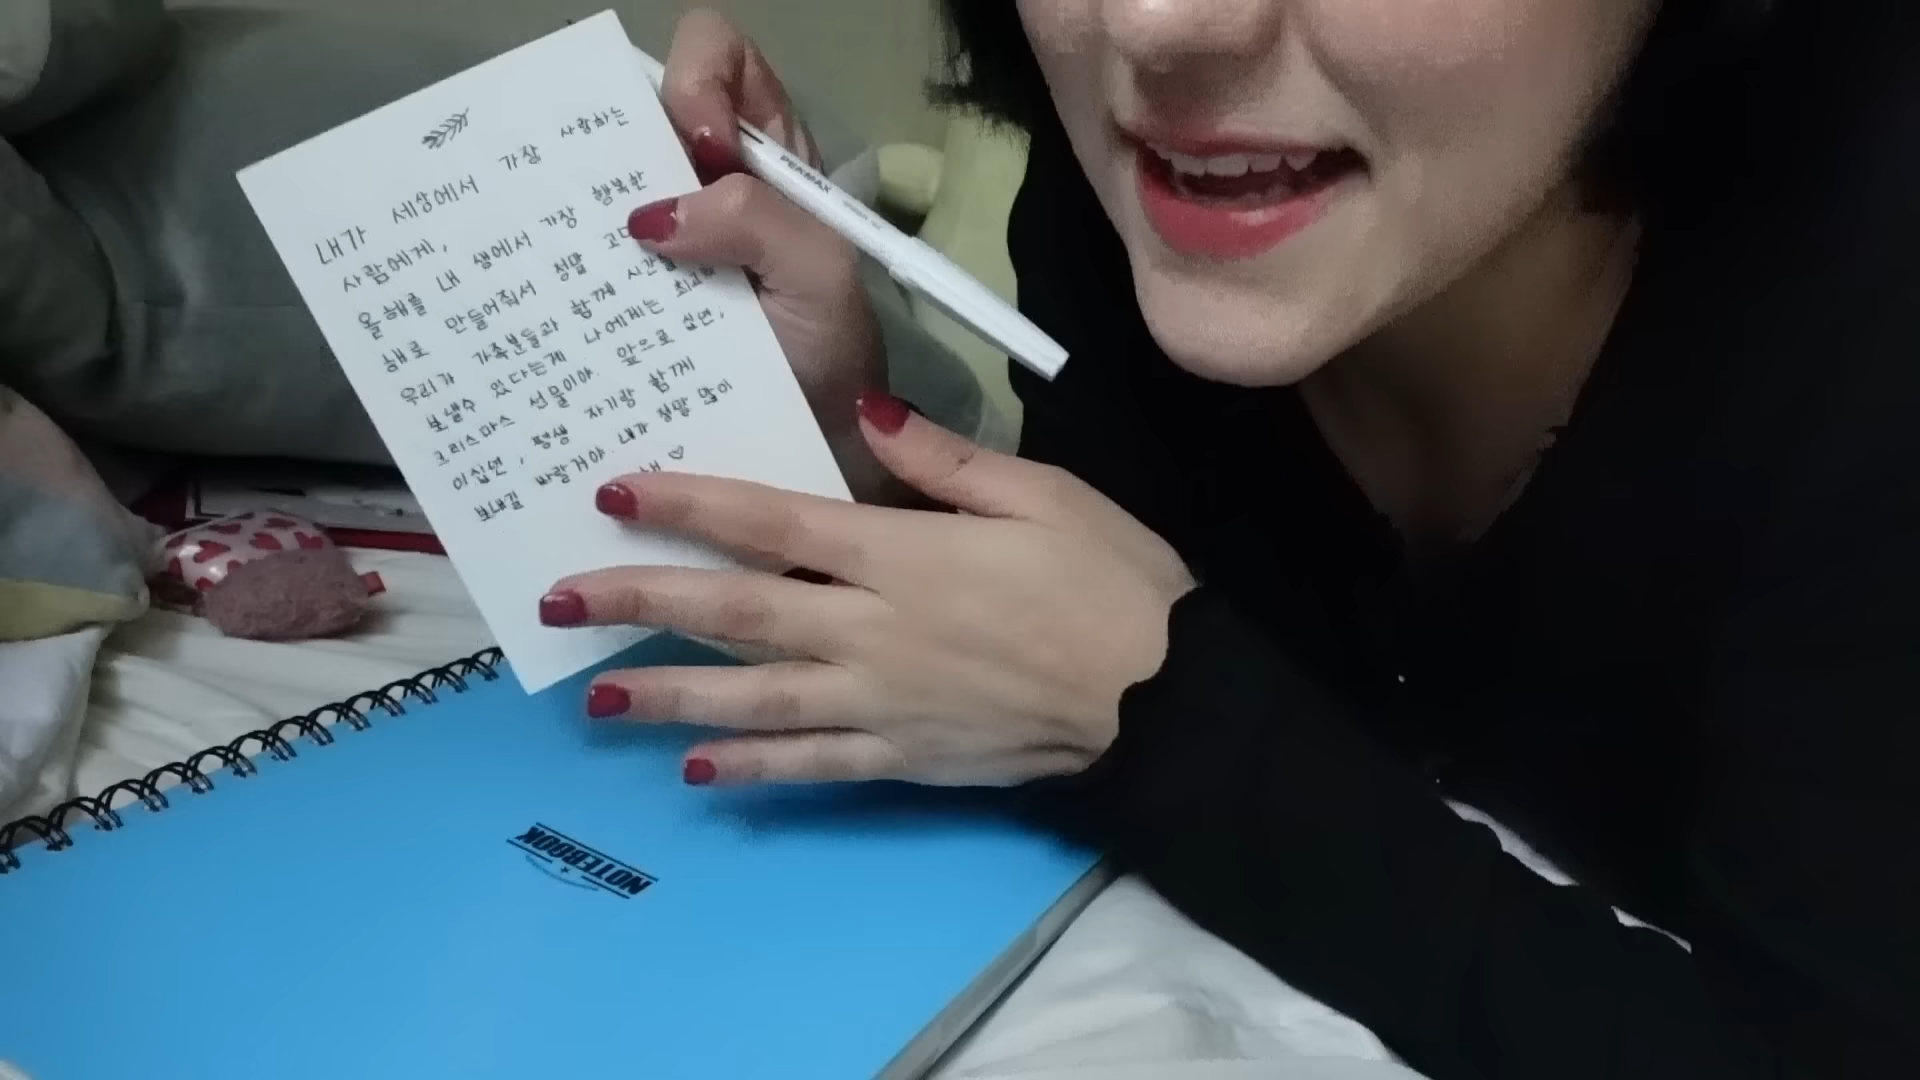 내가 세상에서 가장 사랑하는
사람에게,
올해를 내 생에서 가장 행복한
해로 만들어줘서 정말
우리가 가족분들과 함께 시간을
보낼수 있다는게 나에게는 최고의
크리스마스 선물이야. 앞으로 십년,
이십년, 평생 자기랑 함께
보내길 바랄거야. 내가 정말 많이
♡
PENMAX
NOTEBOOK